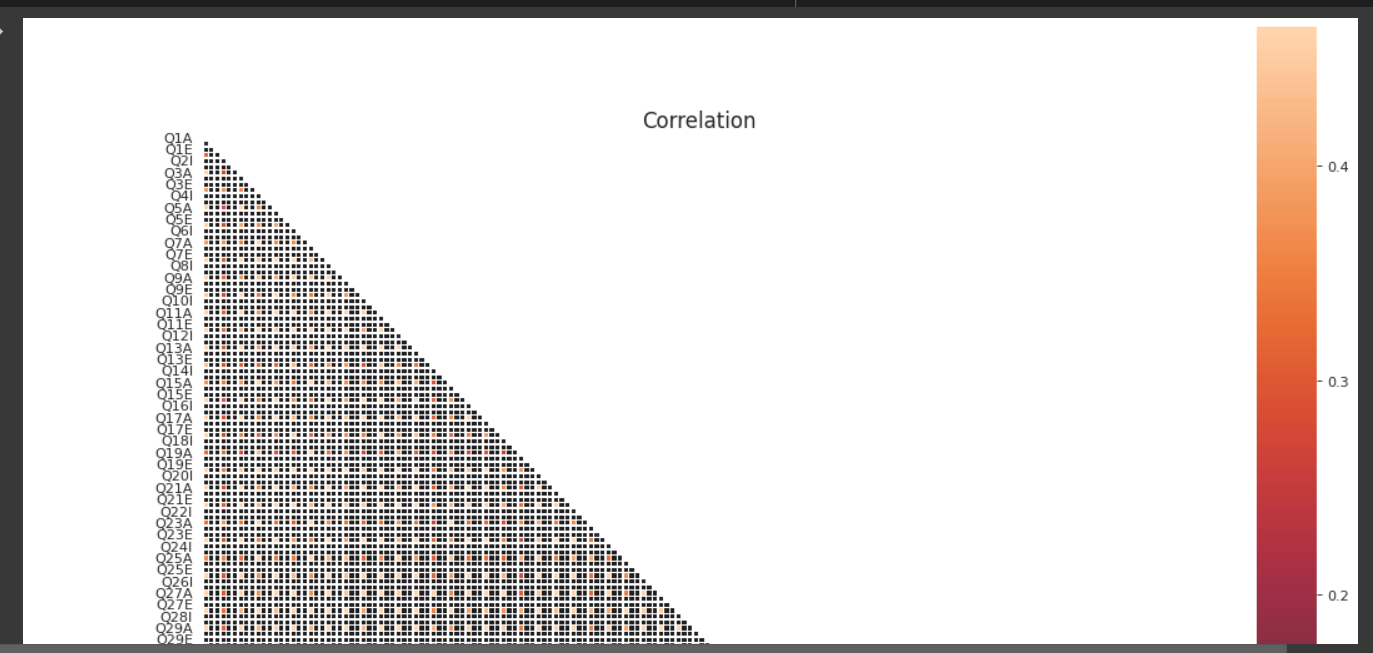 Correlation
Q1A
Q1E
Q2I
Q3A
Q3E
Q4I
Q5A
Q5E
Q6I
Q7A
Q7E
Q8I
Q9A
Q9E
Q10I
Q11A
Q11E
Q12I
Q13A
Q13E
Q14I
Q15A
Q15E
Q16I
Q17A
Q17E
Q18I
Q19A
Q19E
Q20I
Q21A
Q21E
Q22I
Q23A
Q23E
Q24I
Q25A
Q25E
Q26I
Q27A
Q27E
Q28I
Q29A
Q29E
0.4
0.3
0.2